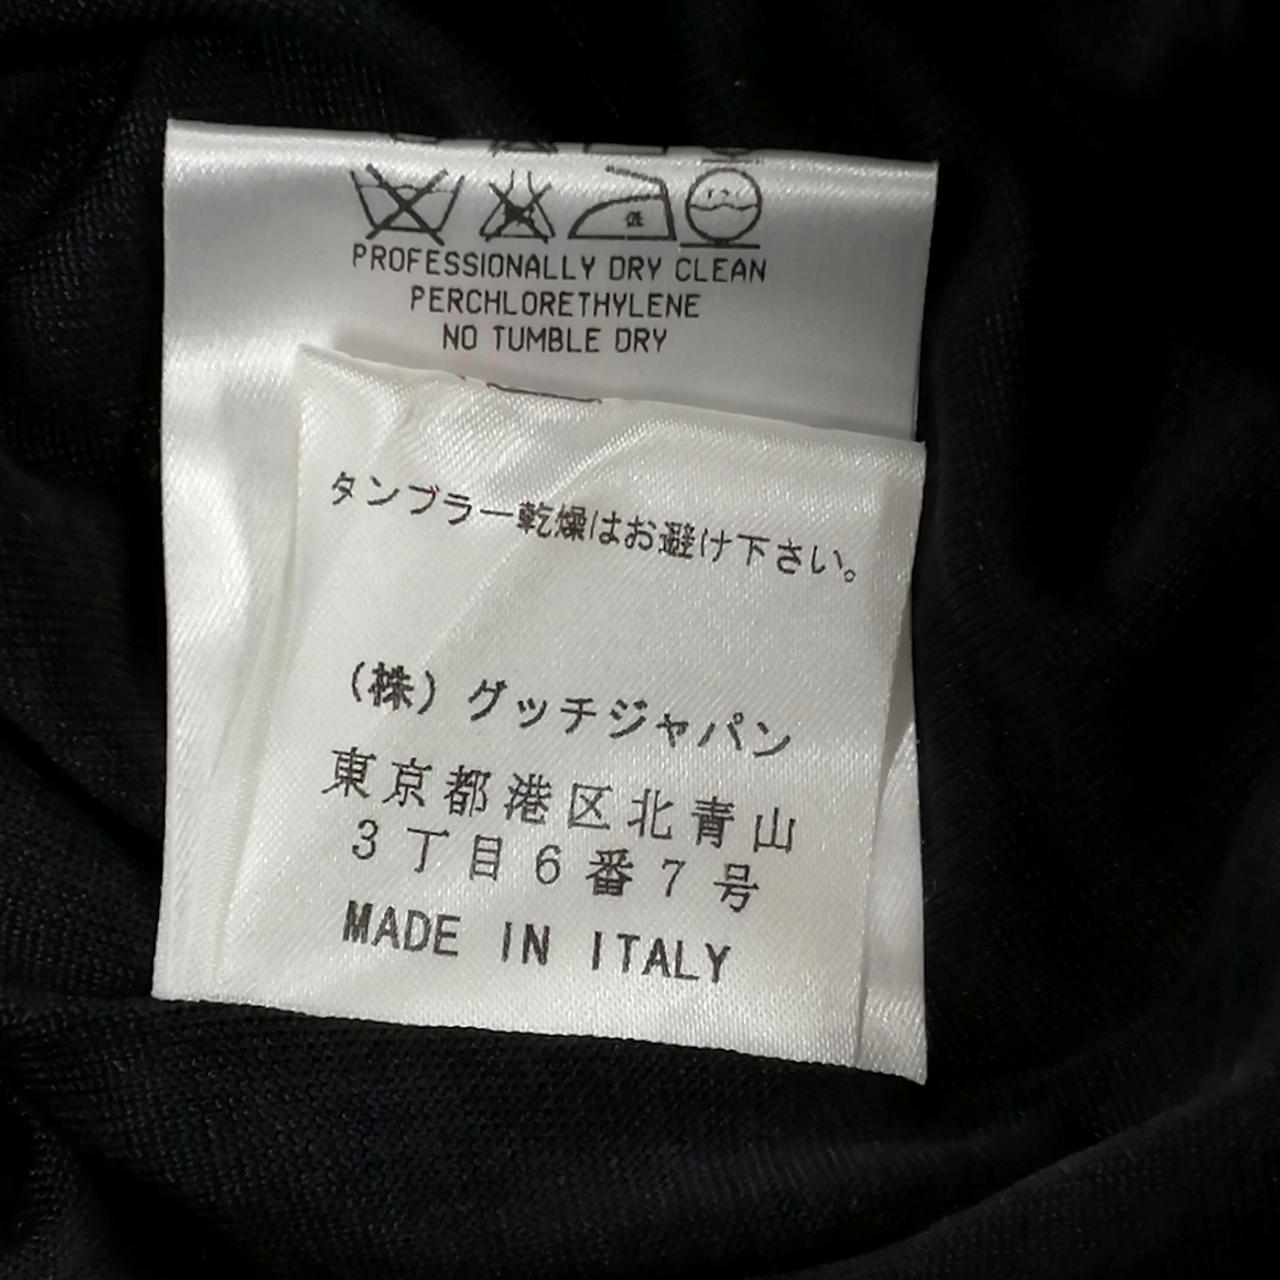 PROFESSIONALLY DRY CLEAN
PERCHLORETHYLENE
NO TUMBLE DRY
タンブラー乾燥はお避け下さい。
(株)グッチジャパン
東京都港区北青山
3丁目6番7号
MADE IN ITALY